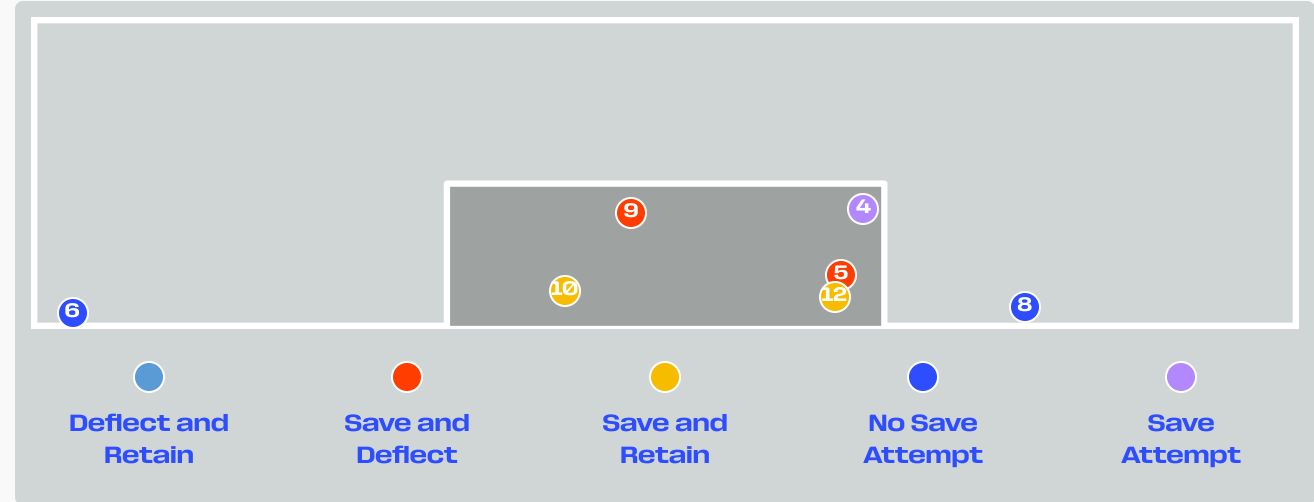 9
4
5
10
12
6
8
Deflect and
Retain
Save and
Deflect
Save and
Retain
No Save
Attempt
Save
Attempt